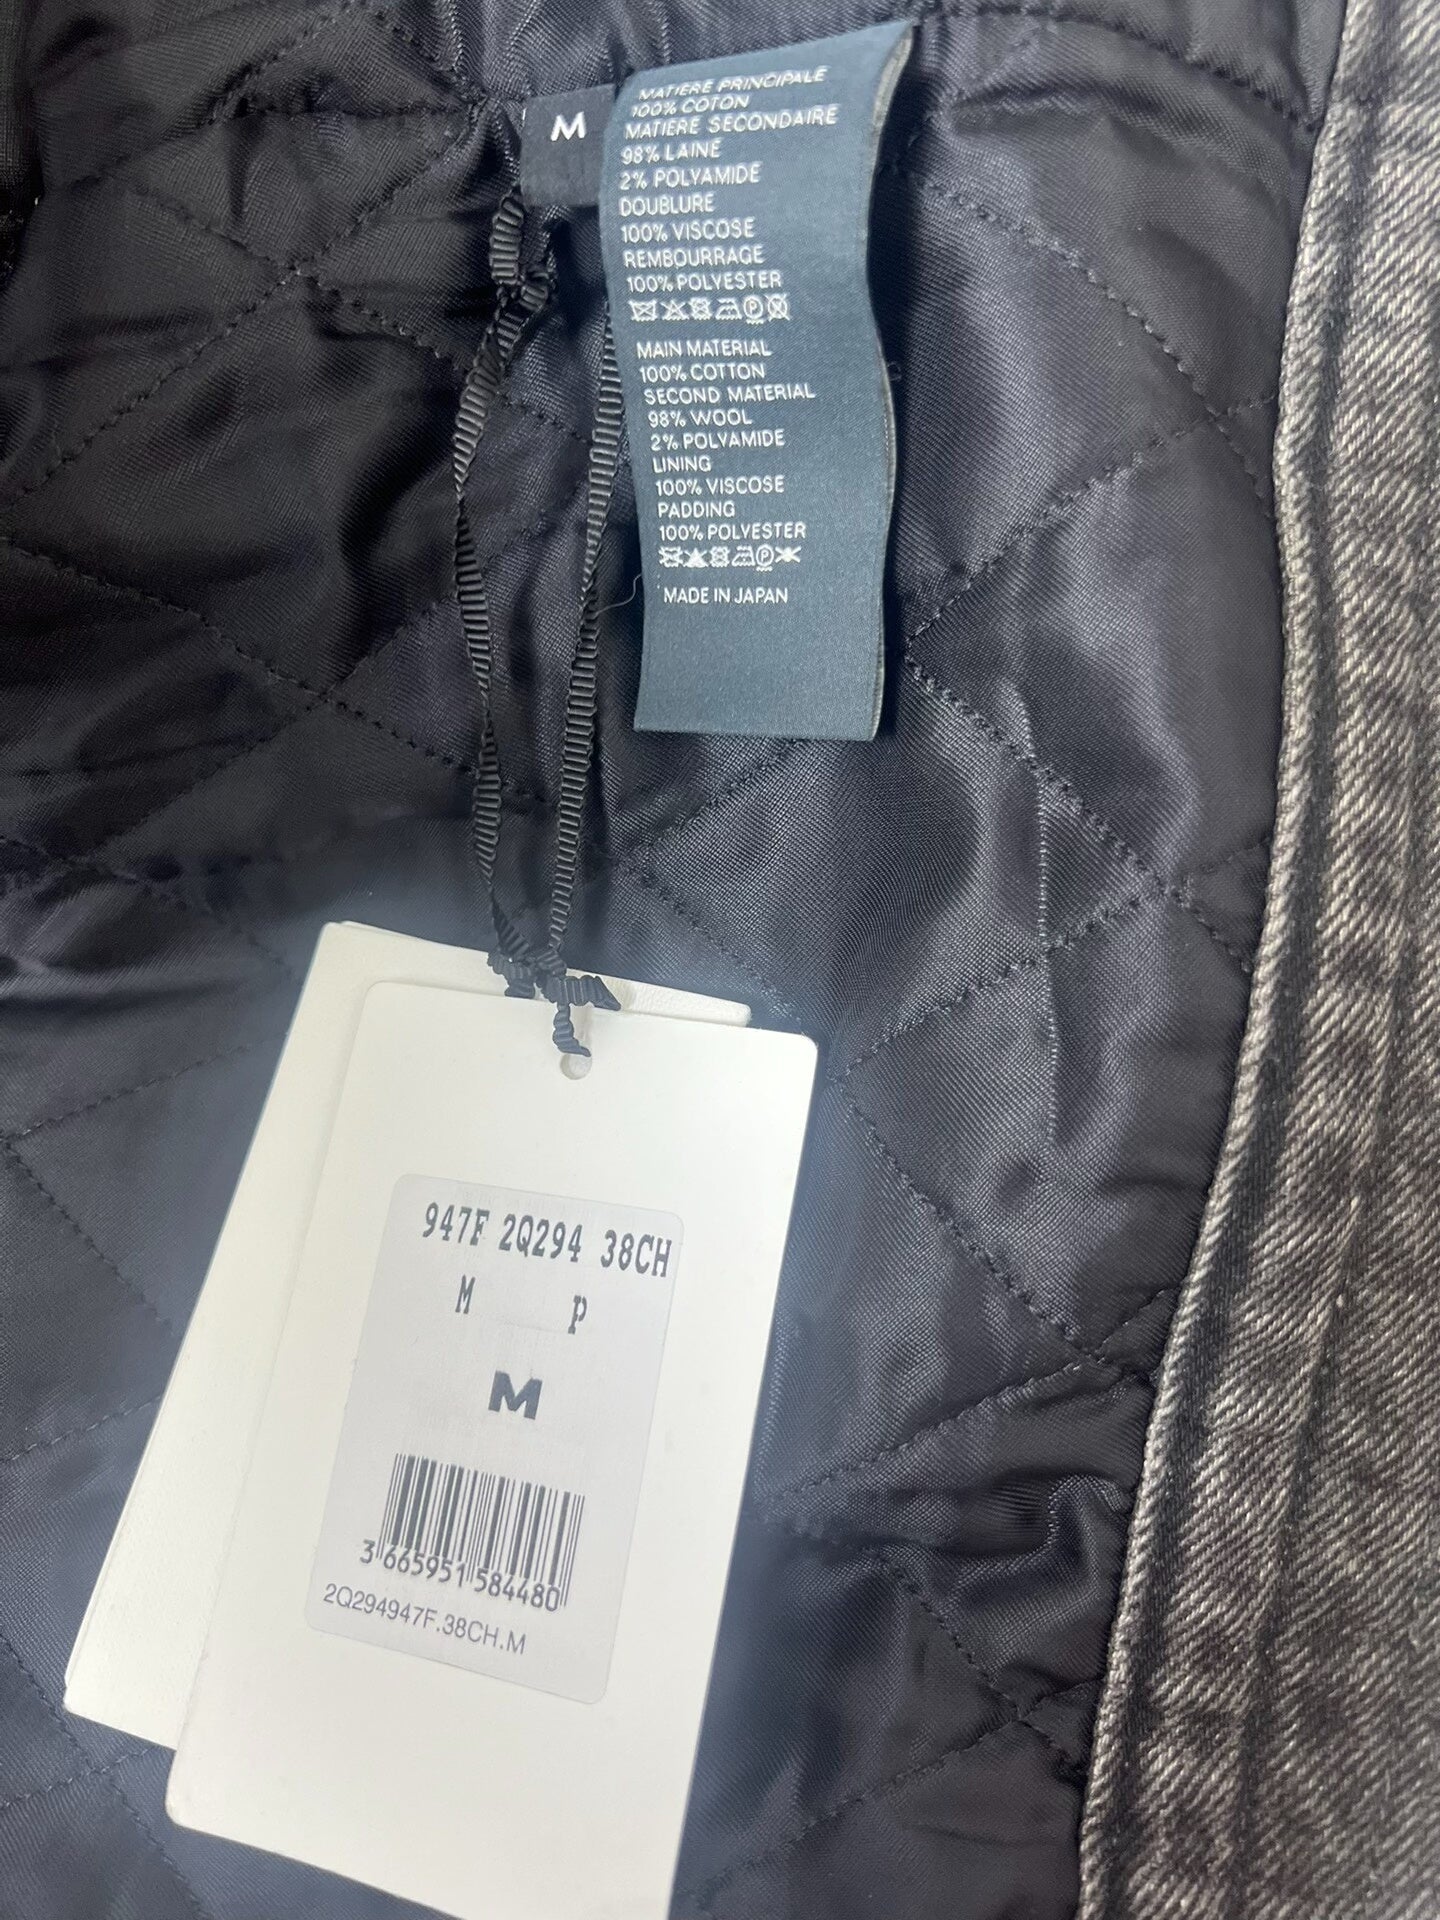 M
MATIÈRE PRINCIPALE
100% COTON
MATIÈRE SECONDAIRE
98% LAINE
2% POLYAMIDE
DOUBLURE
100% VISCOSE
REMBOURRAGE
100% POLYESTER
MAIN MATERIAL
100% COTTON
SECOND MATERIAL
98% WOOL
2% POLYAMIDE
LINING
100% VISCOSE
PADDING
100% POLYESTER
MADE IN JAPAN
947F 2Q294 38CH
M P
M
3 665951 584480
2Q294947F.38CH.M